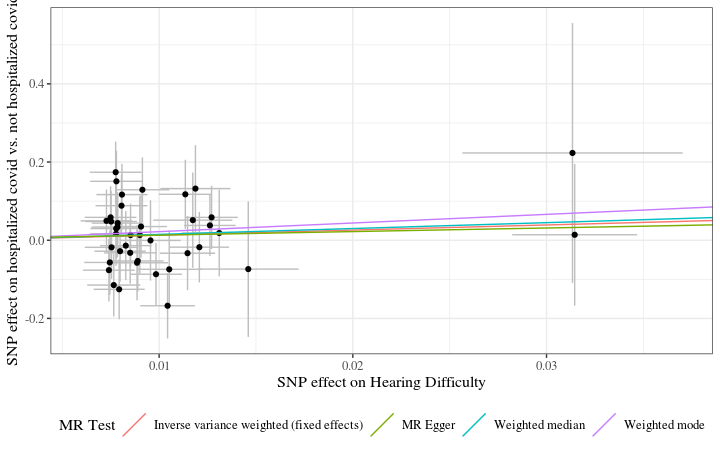 SNP effect on hospitalized covid vs. not hospitalized covid
0.4
0.2
0.0
-0.2
0.01
0.02
0.03
SNP effect on Hearing Difficulty
MR Test
Inverse variance weighted (fixed effects)
MR Egger
Weighted median
Weighted mode